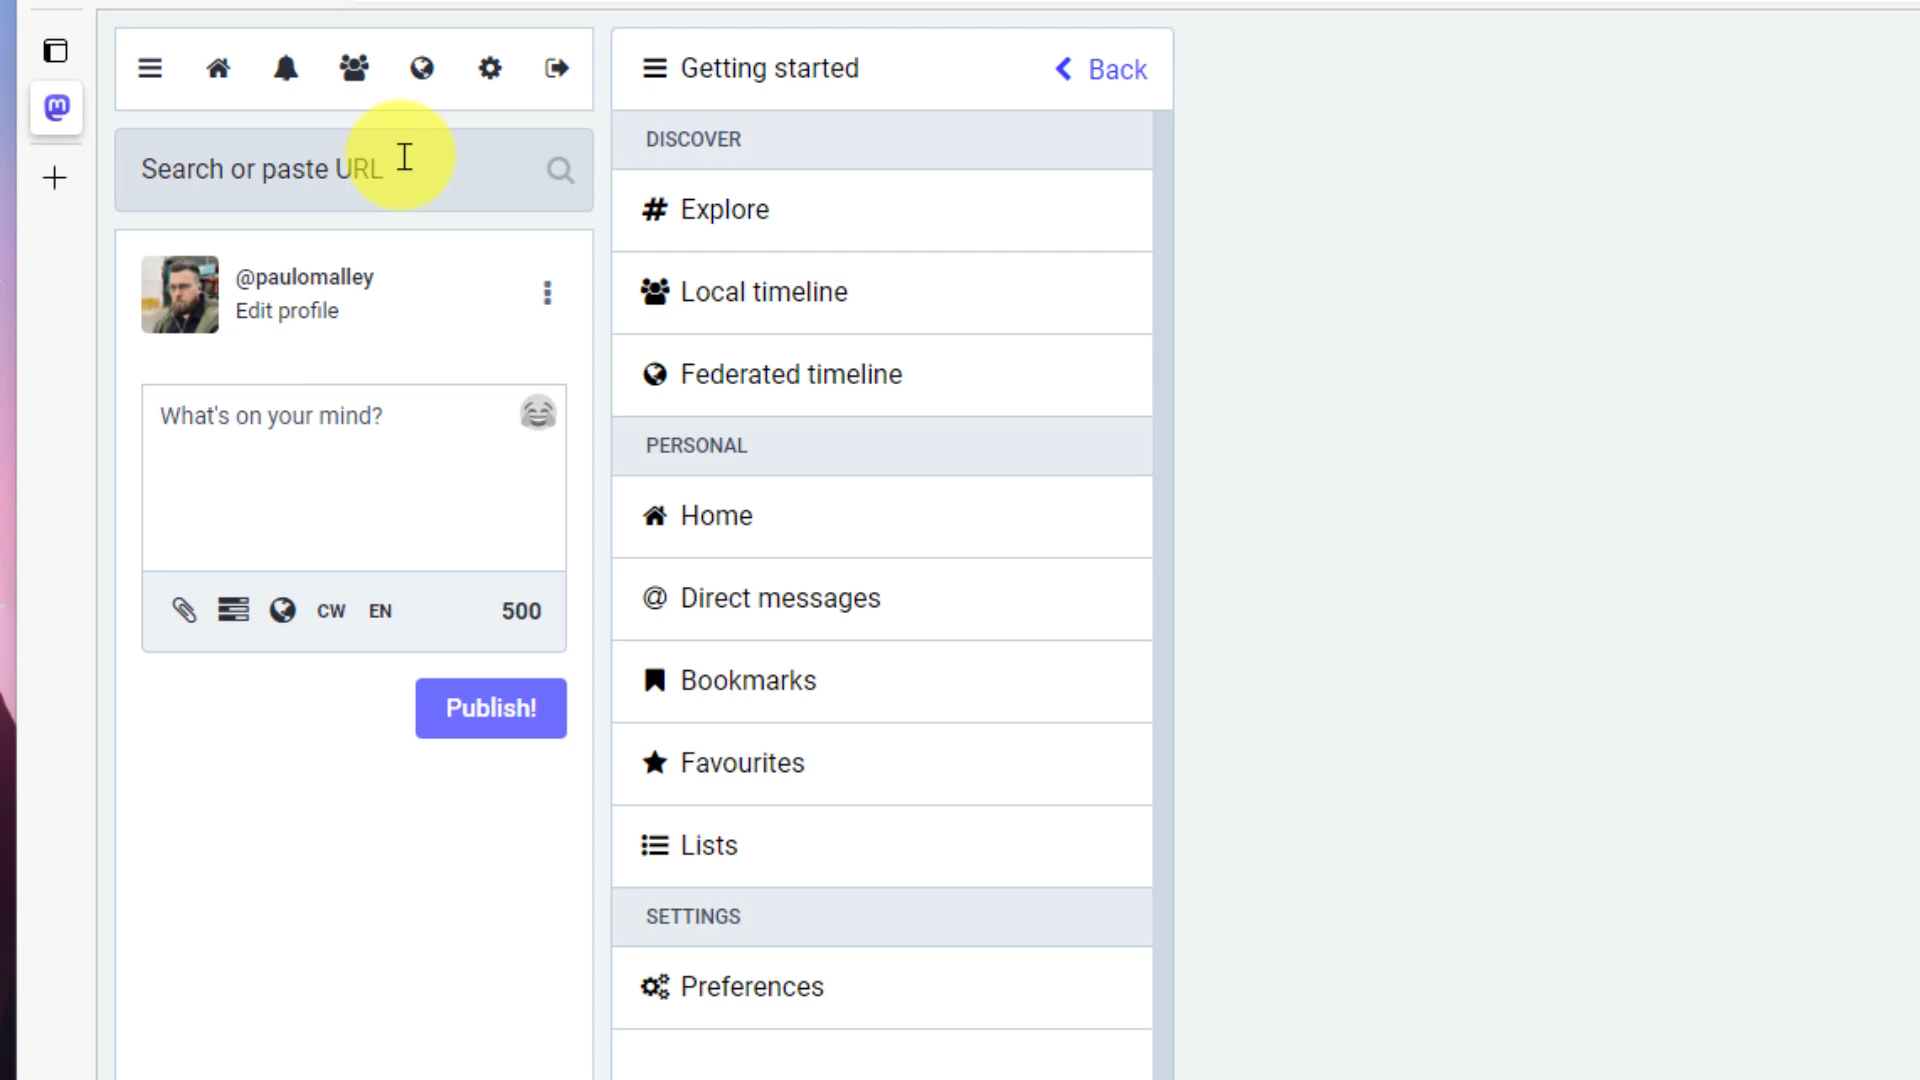 Search or paste URL
@paulomalley
Edit profile
What's on your mind?
CW EN 500
Publish!
Getting started
Back
DISCOVER
# Explore
Local timeline
Federated timeline
PERSONAL
Home
@ Direct messages
Bookmarks
Favourites
Lists
SETTINGS
Preferences